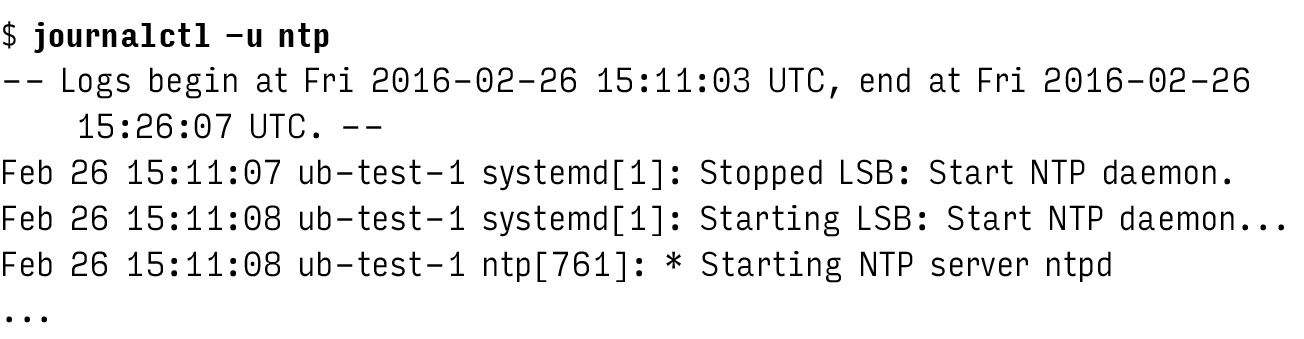 $ journalctl -u ntp
-- Logs begin at Fri 2016-02-26 15:11:03 UTC, end at Fri 2016-02-26
15:26:07 UTC. --
Feb 26 15:11:07 ub-test-1 systemd[1]: Stopped LSB: Start NTP daemon.
Feb 26 15:11:08 ub-test-1 systemd[1]: Starting LSB: Start NTP daemon...
Feb 26 15:11:08 ub-test-1 ntp[761]: * Starting NTP server ntpd
...